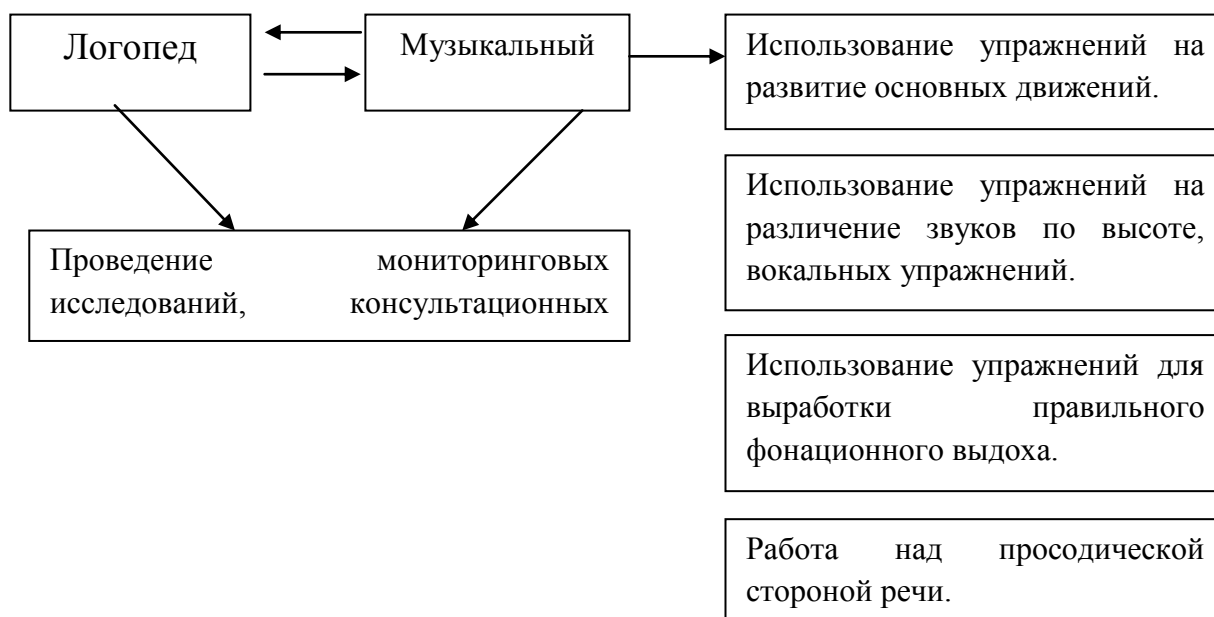 Логопед
Музыкальный
Использование упражнений на
развитие основных движений.
Использование упражнений на
различение звуков по высоте,
вокальных упражнений.
Проведение мониторинговых
исследований, консультационных
Использование упражнений для
выработки правильного
фонационного выдоха.
Работа над просодической
стороной речи.